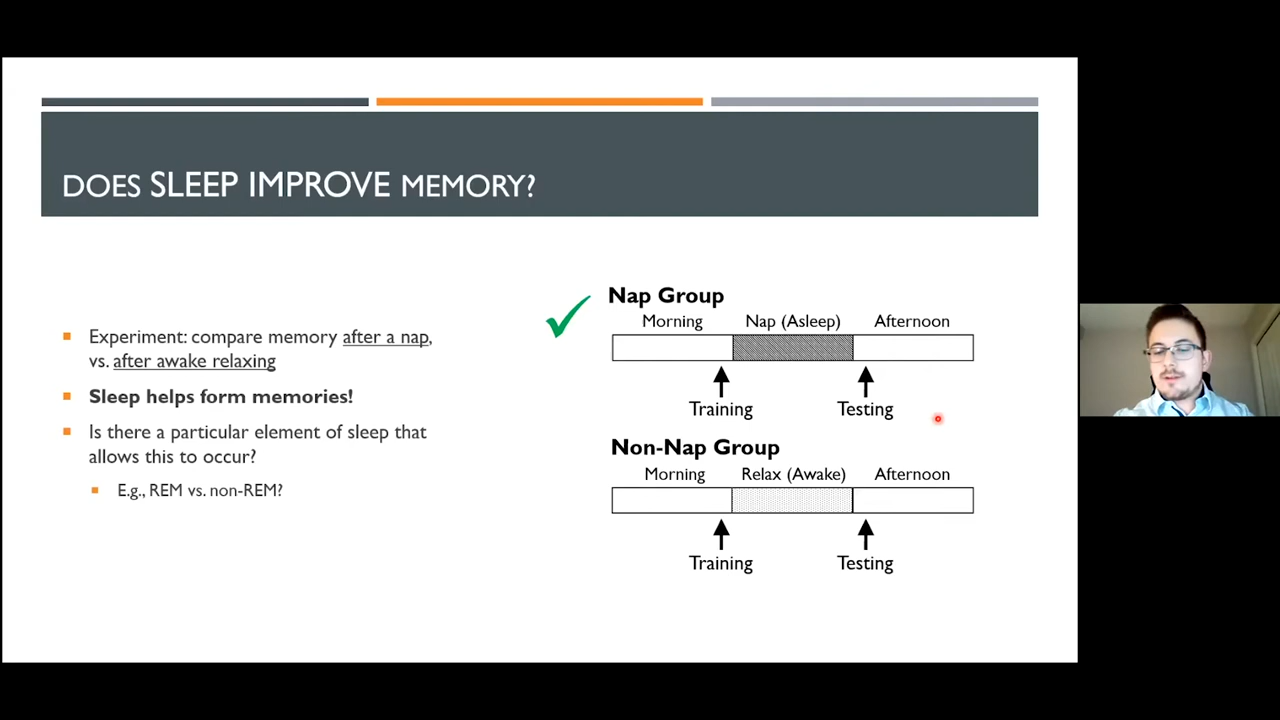 DOES SLEEP IMPROVE MEMORY?
Experiment: compare memory after a nap,
vs. after awake relaxing
Sleep helps form memories!
Is there a particular element of sleep that
allows this to occur?
E.g., REM vs. non-REM?
Nap Group
Morning Nap (Asleep) Afternoon
Training Testing
Non-Nap Group
Morning Relax (Awake) Afternoon
Training Testing